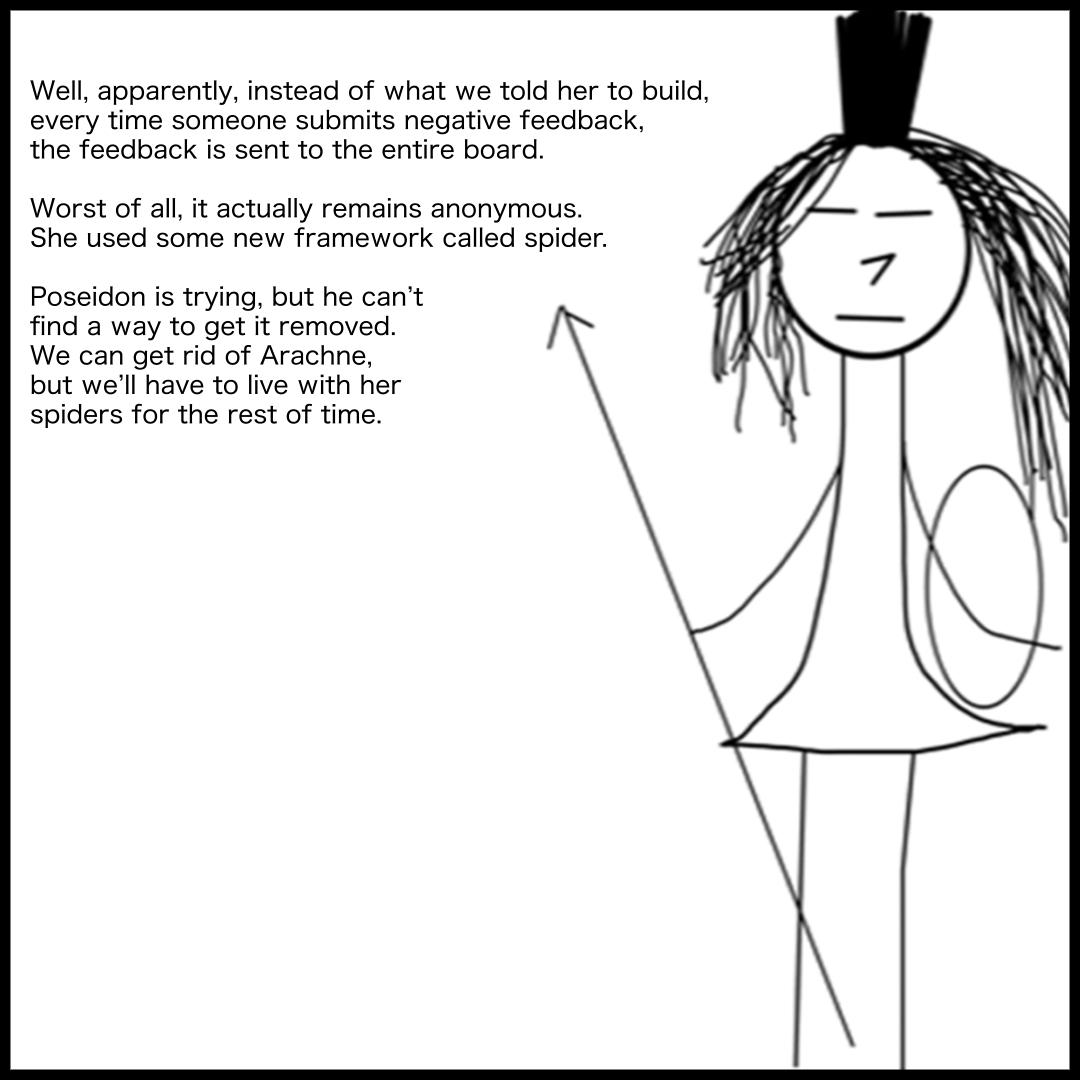 Well, apparently, instead of what we told her to build,
every time someone submits negative feedback,
the feedback is sent to the entire board.
Worst of all, it actually remains anonymous.
She used some new framework called spider.
Poseidon is trying, but he can’t
find a way to get it removed.
We can get rid of Arachne,
but we’ll have to live with her
spiders for the rest of time.